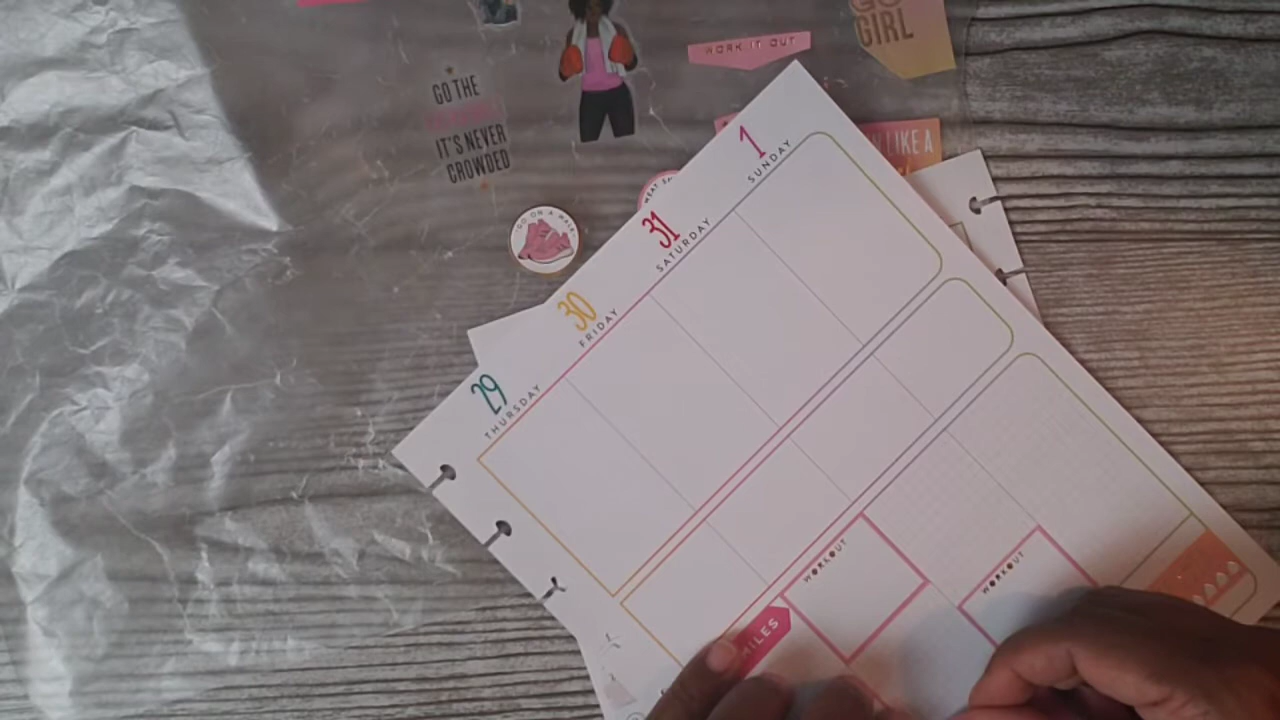 GO
GIRL
WORK IT OUT
GO THE
IT'S NEVER
CROWDED
LIKE A
GO ON A WALK
1
SUNDAY
31
SATURDAY
30
FRIDAY
29
THURSDAY
WORKOUT
WORKOUT
MILES